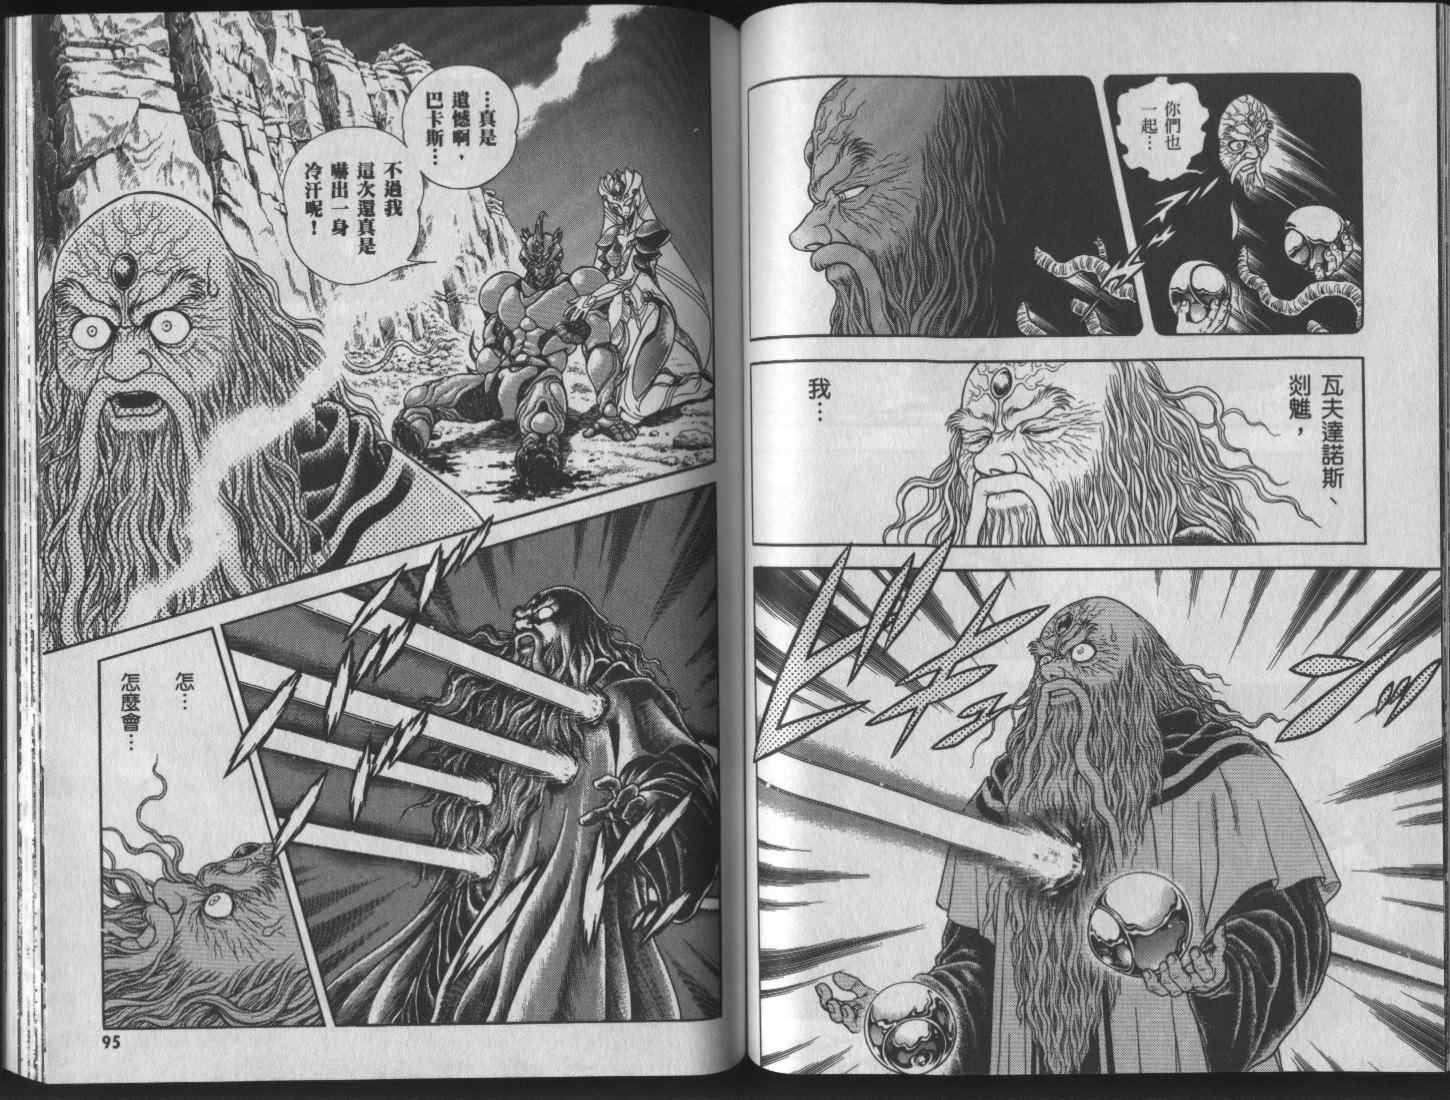 你們也
一起…
瓦夫達諾斯、
剡魋，
我…
…真是
遺憾啊，
巴卡斯…
不過我
這次還真是
嚇出一身
冷汗呢！
怎…
怎麼會…
95